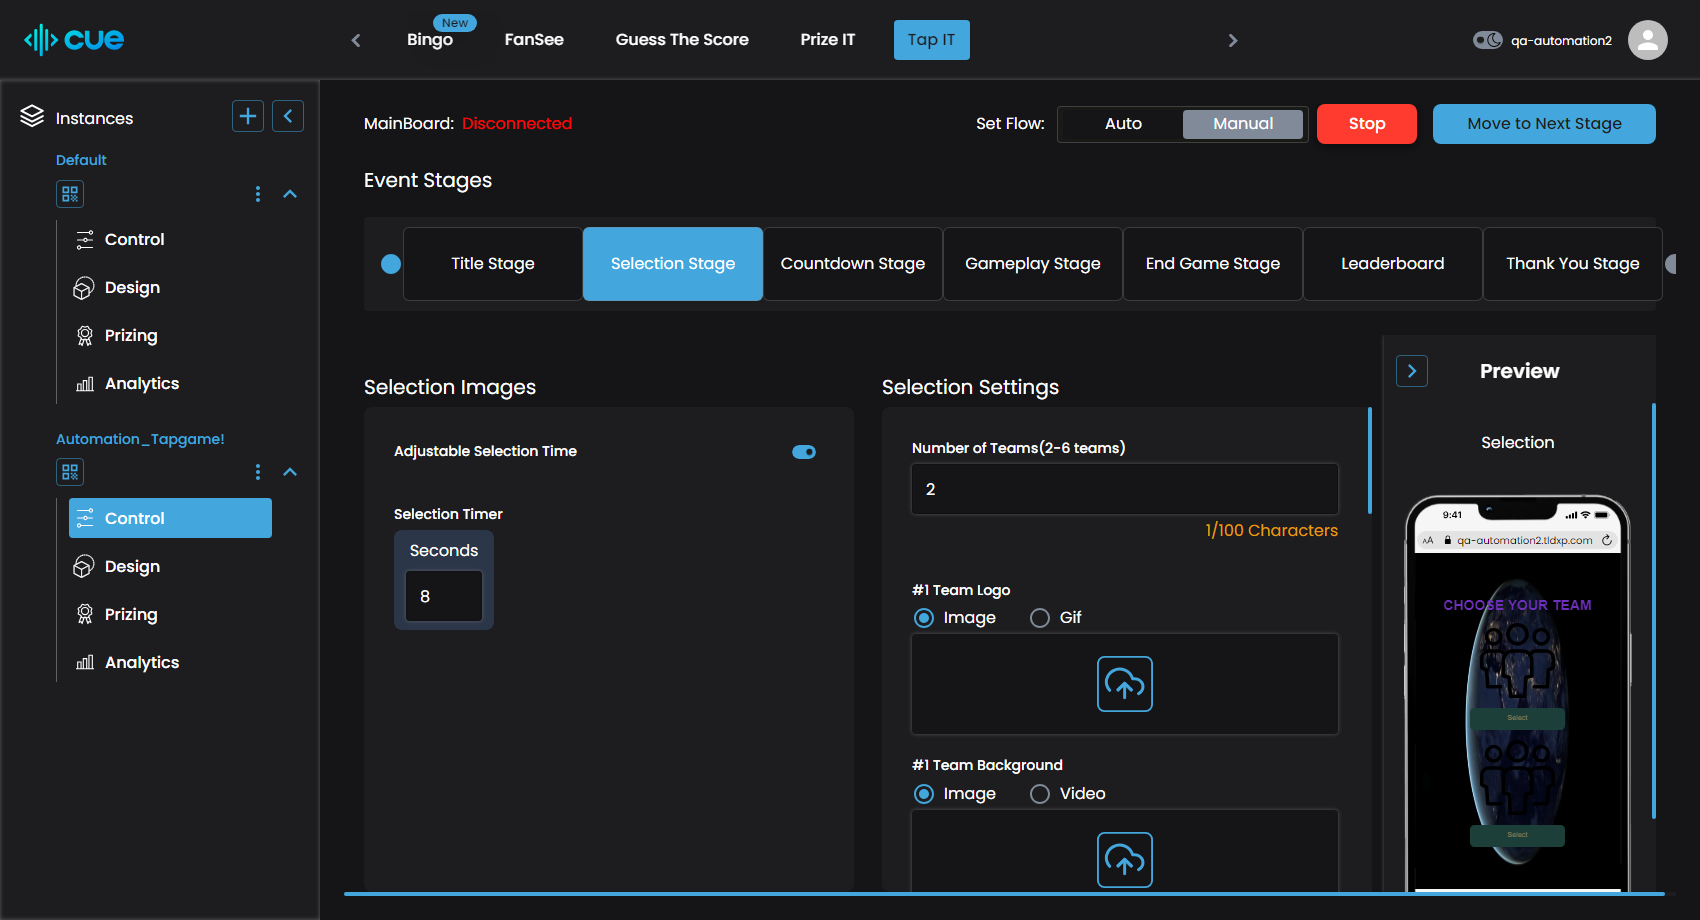 cue
Bingo
New
FanSee
Guess The Score
Prize IT
Tap IT
qa-automation2
Instances
Default
Control
Design
Prizing
Analytics
Automation_Tapgame!
Control
Design
Prizing
Analytics
MainBoard: Disconnected
Set Flow:
Auto
Manual
Stop
Move to Next Stage
Event Stages
Title Stage
Selection Stage
Countdown Stage
Gameplay Stage
End Game Stage
Leaderboard
Thank You Stage
Selection Images
Adjustable Selection Time
Selection Timer
Seconds
8
Selection Settings
Number of Teams(2-6 teams)
2
1/100 Characters
#1 Team Logo
Image
Gif
#1 Team Background
Image
Video
Preview
Selection
9:41
AA
qa-automation2.tldxp.com
CHOOSE YOUR TEAM
Select
Select